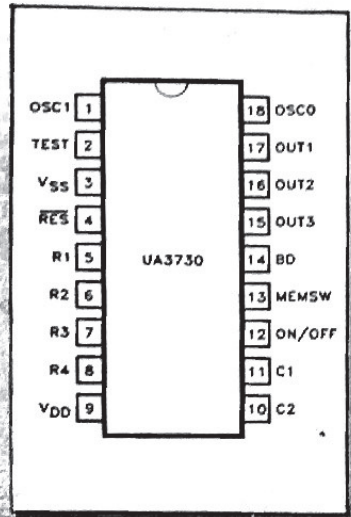 OSC1 1
TEST 2
VSS 3
RES 4
R1 5
R2 6
R3 7
R4 8
VDD 9
UA3730
18 OSC0
17 OUT1
16 OUT2
15 OUT3
14 BD
13 MEMSW
12 ON/OFF
11 C1
10 C2